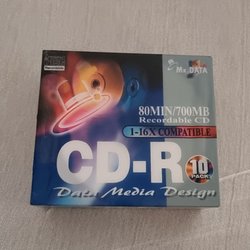 Mr. DATA
80MIN/700MB
Recordable CD
1-16X COMPATIBLE
CD-R
10
PACK
Data Media Design